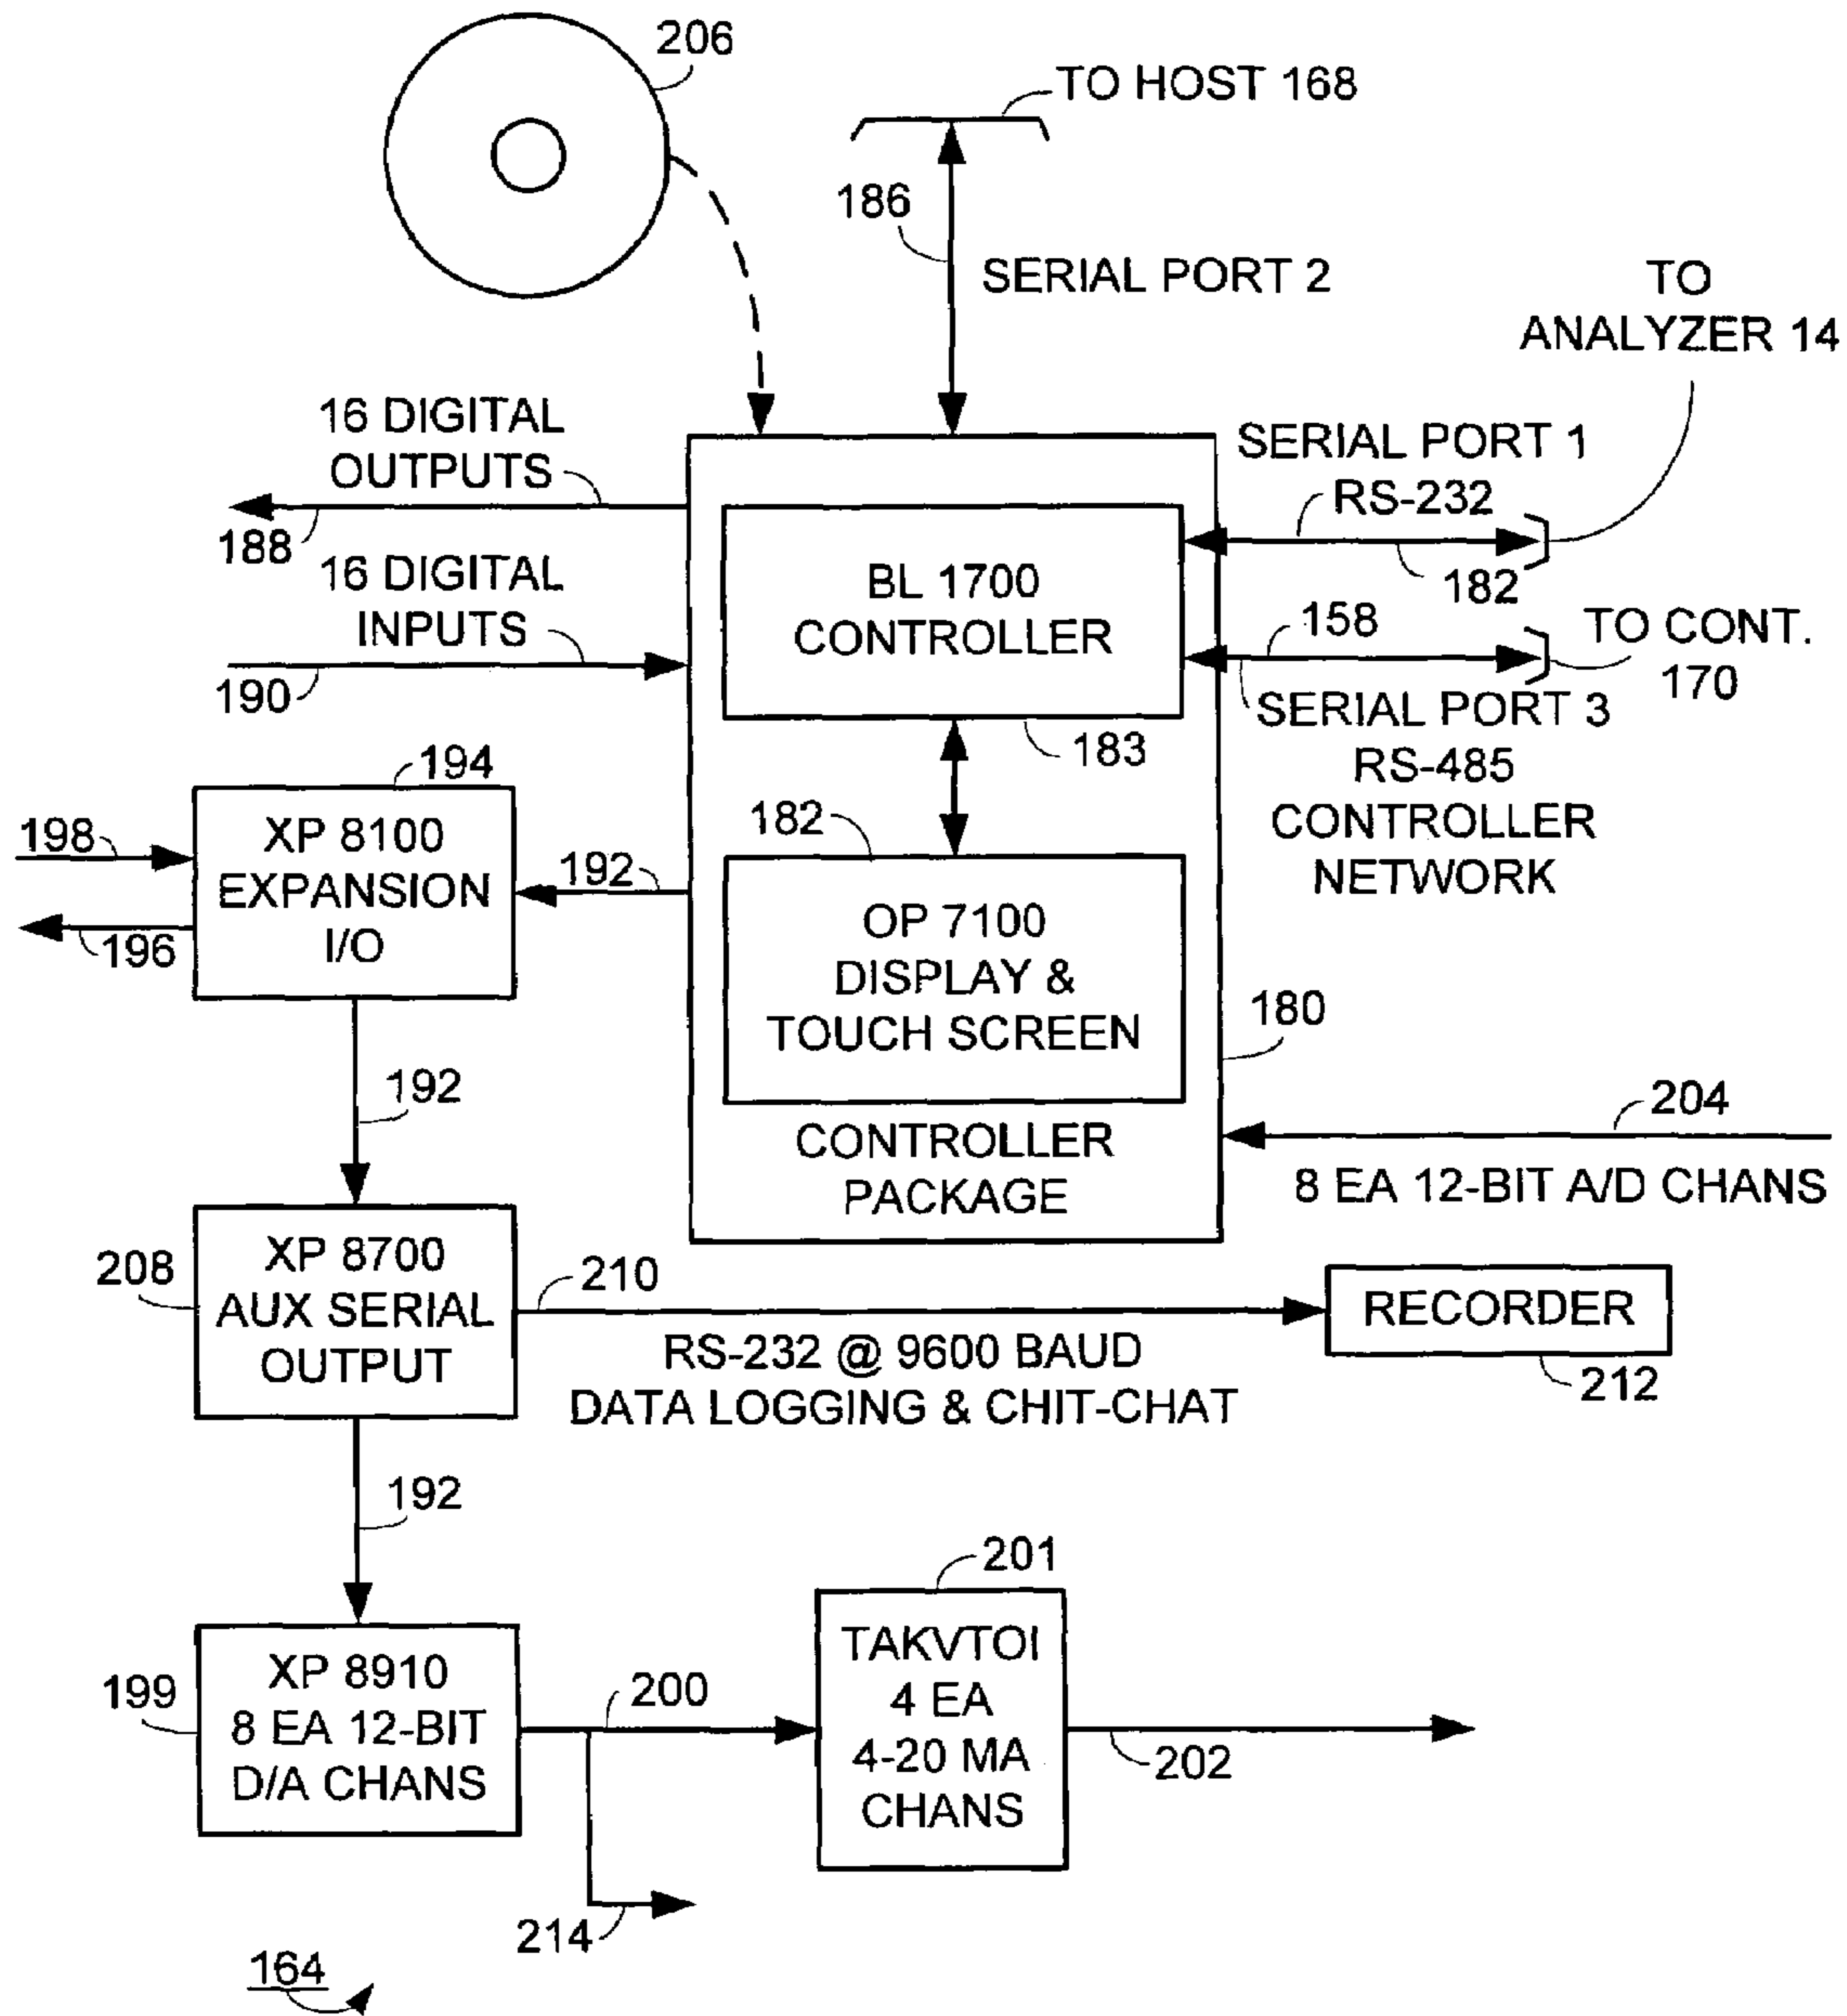 206
TO HOST 168
186
SERIAL PORT 2
TO
ANALYZER 14
16 DIGITAL
OUTPUTS
188
16 DIGITAL
INPUTS
190
SERIAL PORT 1
RS-232
182
BL 1700
CONTROLLER
158
TO CONT.
170
SERIAL PORT 3
RS-485
CONTROLLER
NETWORK
183
194
XP 8100
EXPANSION
I/O
198
196
192
182
OP 7100
DISPLAY &
TOUCH SCREEN
180
CONTROLLER
PACKAGE
204
8 EA 12-BIT A/D CHANS
192
208
XP 8700
AUX SERIAL
OUTPUT
210
RS-232 @ 9600 BAUD
DATA LOGGING & CHIT-CHAT
RECORDER
212
192
199
XP 8910
8 EA 12-BIT
D/A CHANS
200
214
201
TAKVTOI
4 EA
4-20 MA
CHANS
202
164